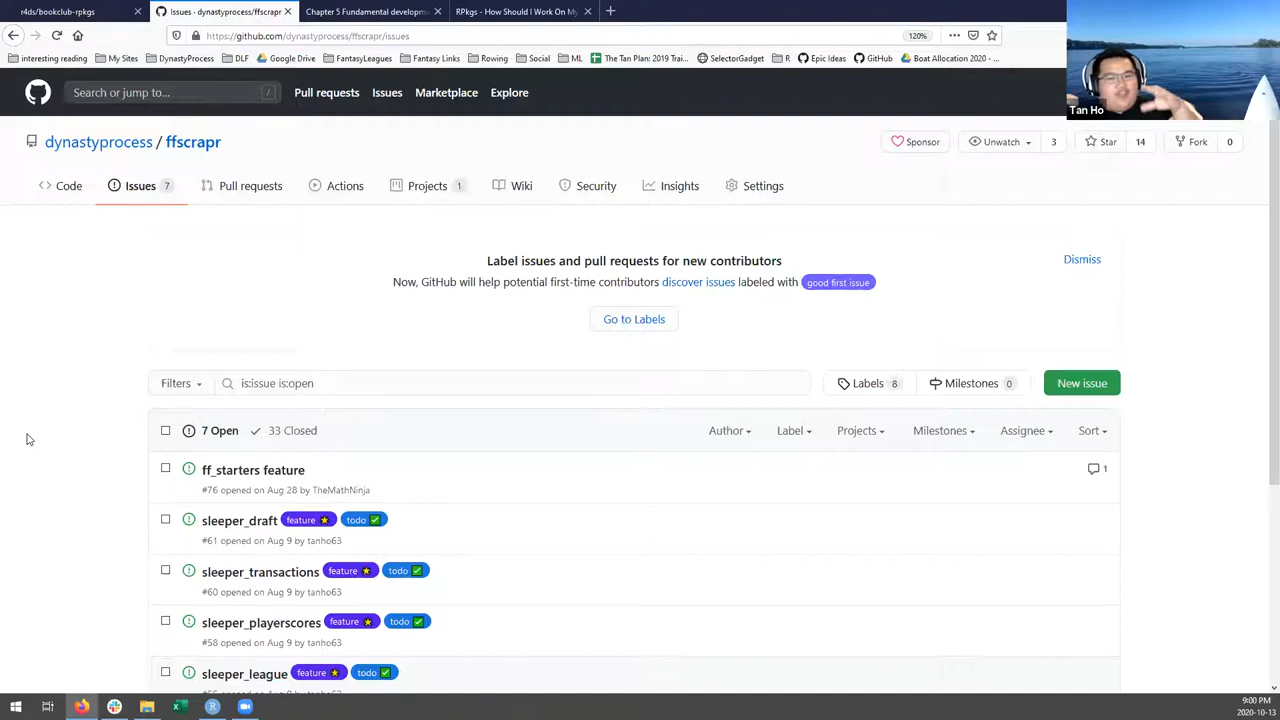 r4ds/bookclub-rpkgs
Issues · dynastyprocess/ffscrapr
Chapter 5 Fundamental developm
RPkgs - How Should I Work On My
https://github.com/dynastyprocess/ffscrapr/issues
120%
interesting reading
My Sites
DynastyProcess
DLF
Google Drive
FantasyLeagues
Fantasy Links
Rowing
Social
ML
The Tan Plan: 2019 Trai...
SelectorGadget
R
Epic Ideas
GitHub
Boat Allocation 2020 - ...
Tan Ho
Search or jump to...
/
Pull requests
Issues
Marketplace
Explore
dynastyprocess / ffscrapr
Sponsor
Unwatch
3
Star
14
Fork
0
Code
Issues 7
Pull requests
Actions
Projects 1
Wiki
Security
Insights
Settings
Label issues and pull requests for new contributors
Dismiss
Now, GitHub will help potential first-time contributors discover issues labeled with good first issue
Go to Labels
Filters
is:issue is:open
Labels 8
Milestones 0
New issue
7 Open
33 Closed
Author
Label
Projects
Milestones
Assignee
Sort
ff_starters feature
1
#76 opened on Aug 28 by TheMathNinja
sleeper_draft feature ⭐ todo ✅
#61 opened on Aug 9 by tanho63
sleeper_transactions feature ⭐ todo ✅
#60 opened on Aug 9 by tanho63
sleeper_playerscores feature ⭐ todo ✅
#58 opened on Aug 9 by tanho63
sleeper_league feature ⭐ todo ✅
9:00 PM
2020-10-13